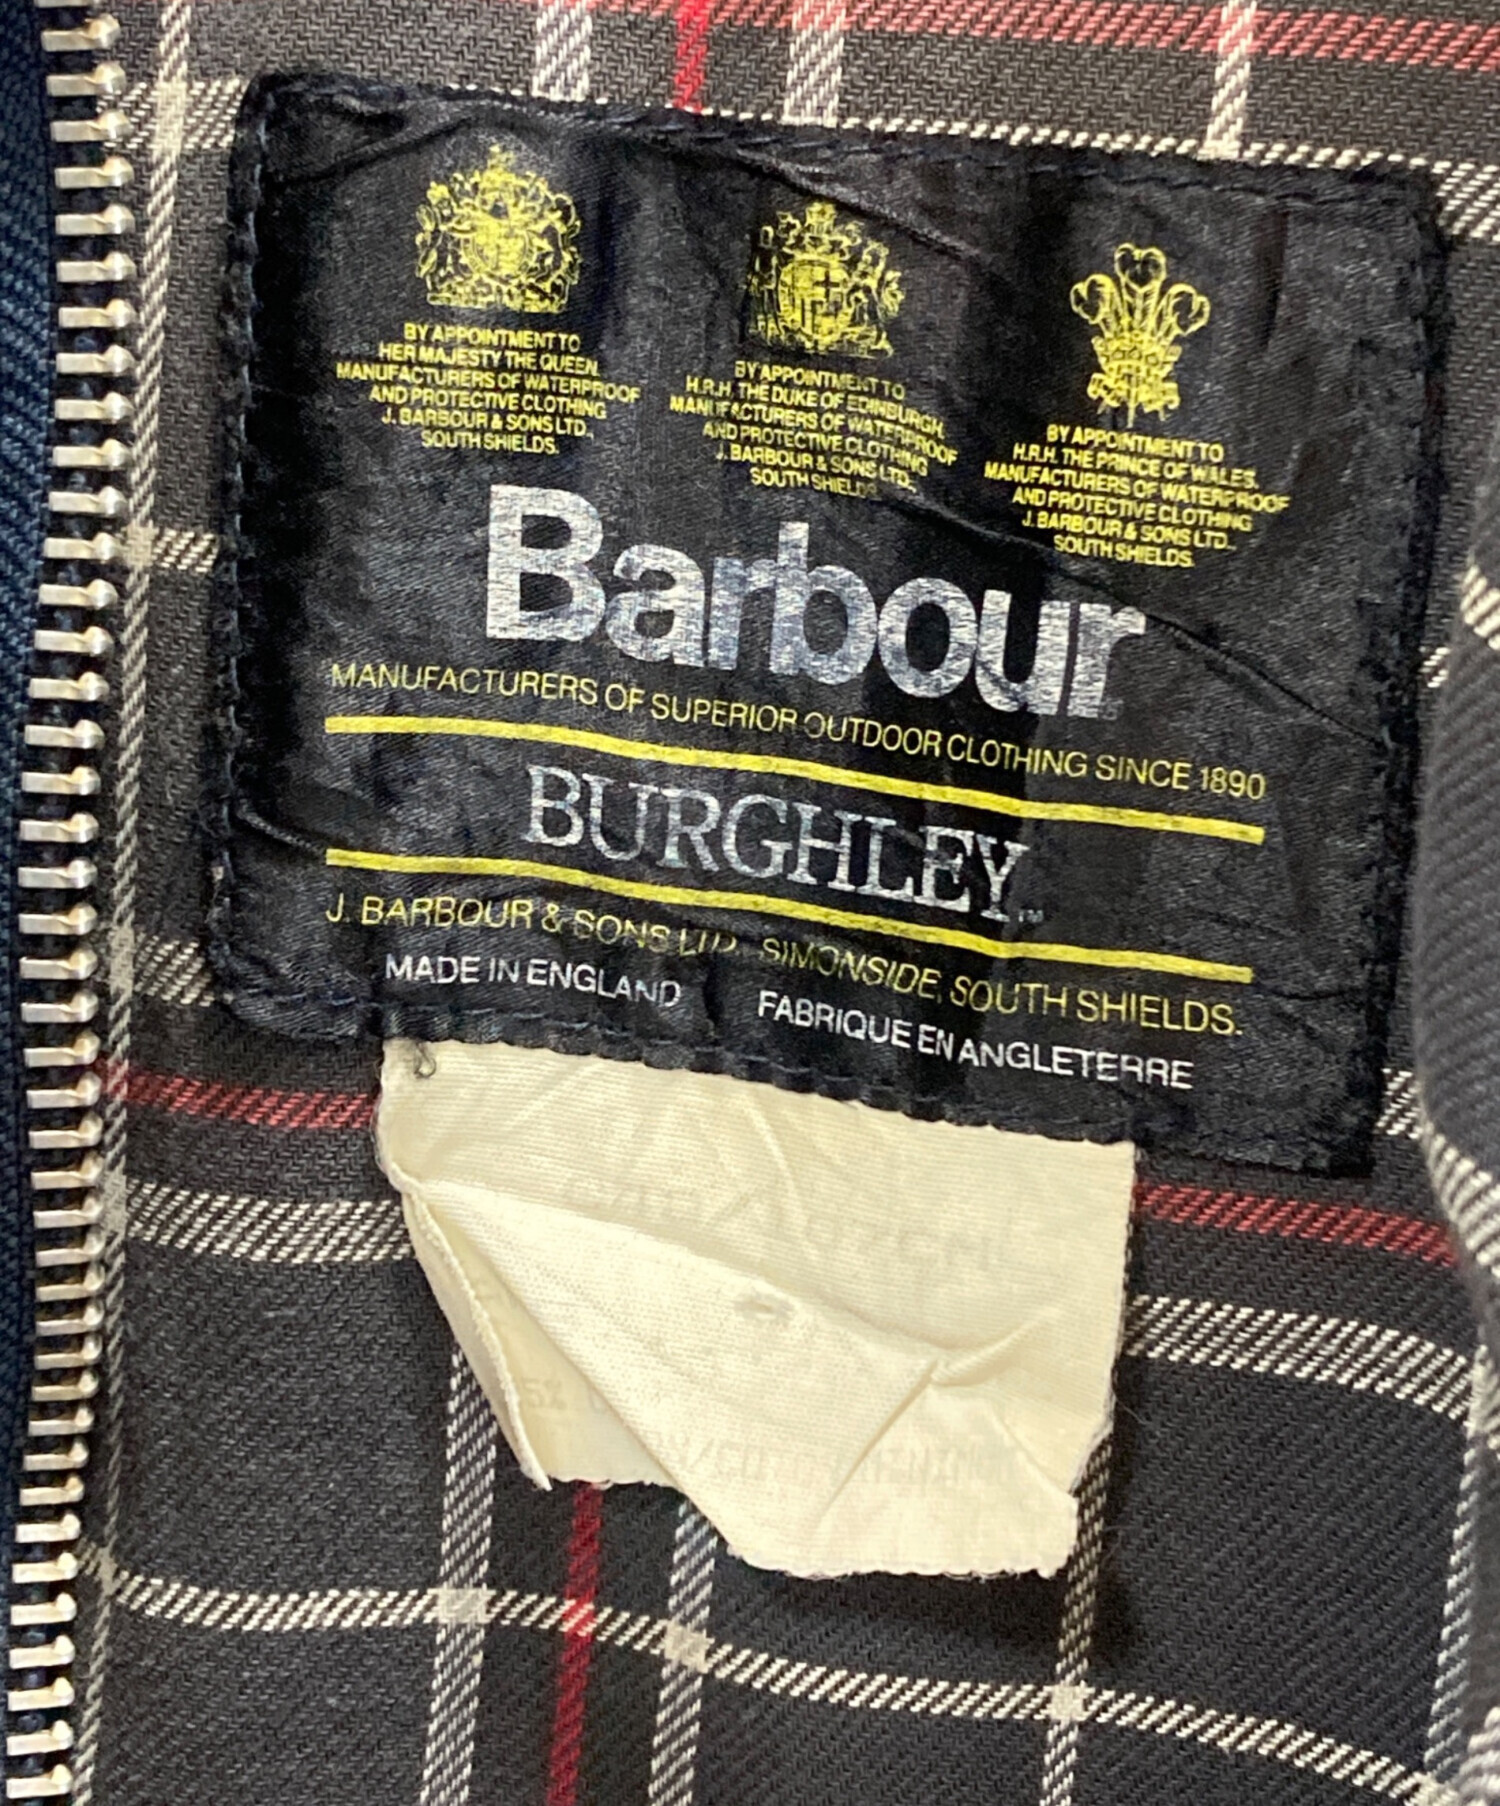 BY APPOINTMENT TO
HER MAJESTY THE QUEEN.
MANUFACTURERS OF WATERPROOF
AND PROTECTIVE CLOTHING
J. BARBOUR & SONS LTD.,
SOUTH SHIELDS.
BY APPOINTMENT TO
H.R.H. THE DUKE OF EDINBURGH.
MANUFACTURERS OF WATERPROOF
AND PROTECTIVE CLOTHING
J. BARBOUR & SONS LTD.,
SOUTH SHIELDS.
BY APPOINTMENT TO
H.R.H. THE PRINCE OF WALES.
MANUFACTURERS OF WATERPROOF
AND PROTECTIVE CLOTHING
J. BARBOUR & SONS LTD.,
SOUTH SHIELDS.
Barbour
MANUFACTURERS OF SUPERIOR OUTDOOR CLOTHING SINCE 1890
BURGHLEY™
J. BARBOUR & SONS LTD., SIMONSIDE, SOUTH SHIELDS.
MADE IN ENGLAND FABRIQUE EN ANGLETERRE